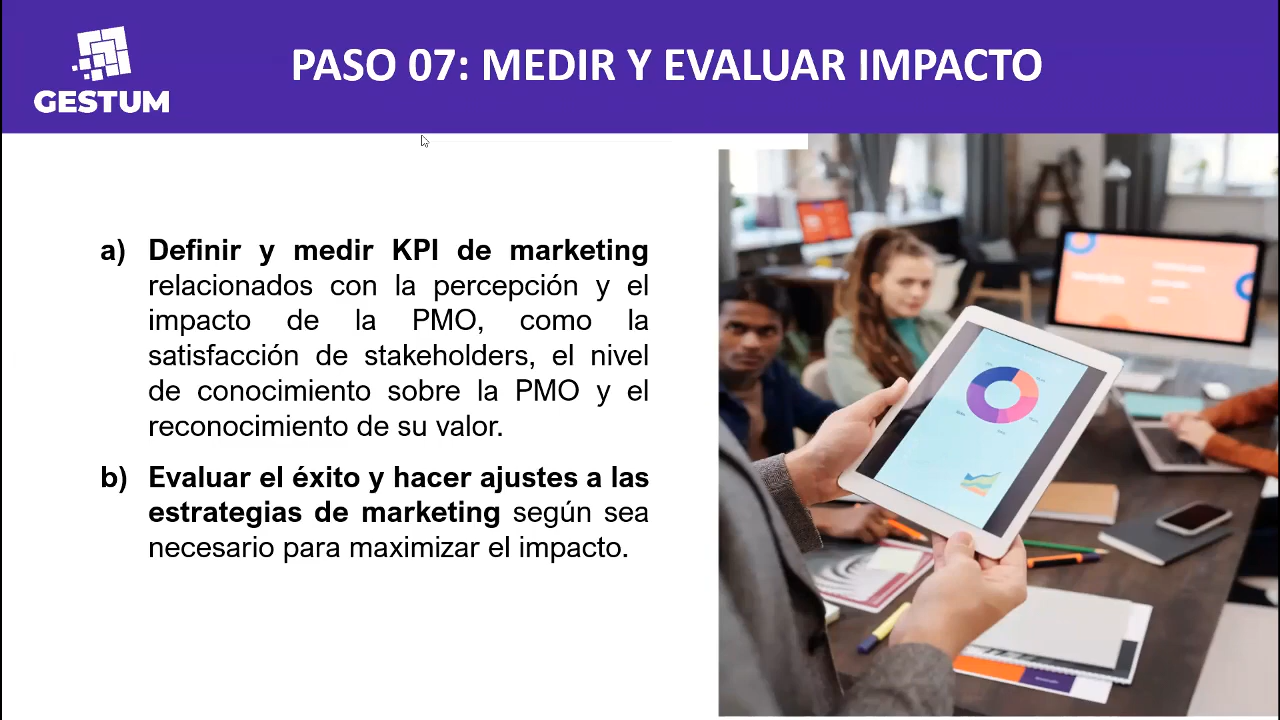 GESTUM
PASO 07: MEDIR Y EVALUAR IMPACTO
a) Definir y medir KPI de marketing
relacionados con la percepción y el
impacto de la PMO, como la
satisfacción de stakeholders, el nivel
de conocimiento sobre la PMO y el
reconocimiento de su valor.
b) Evaluar el éxito y hacer ajustes a las
estrategias de marketing según sea
necesario para maximizar el impacto.